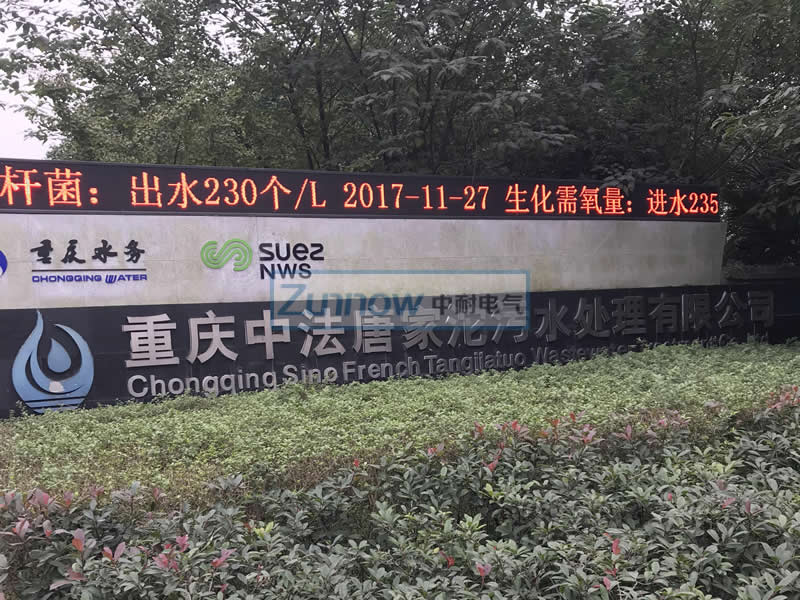 杆菌：出水230个/L 2017-11-27 生化需氧量：进水235
重庆水务
CHONGQING WATER
suez
NWS
Zunnow 中耐电气
重庆中法唐家沱污水处理有限公司
Chongqing Sino French Tangjiatuo